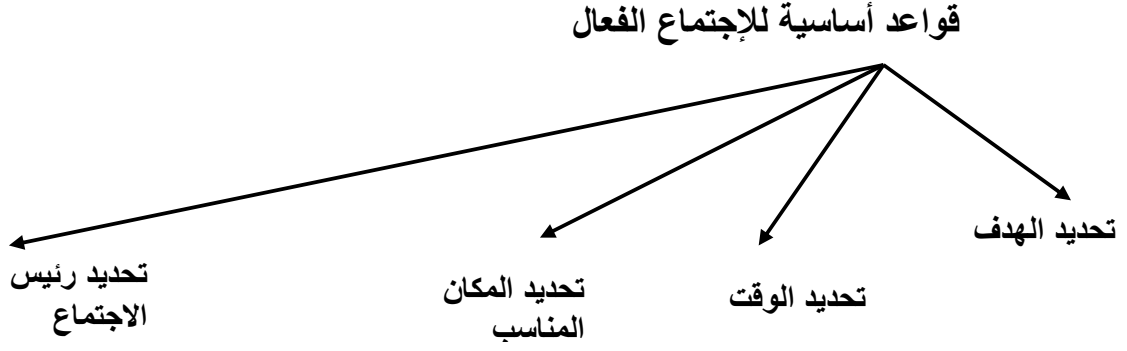 قواعد أساسية للإجتماع الفعال
تحديد الهدف
تحديد الوقت
تحديد المكان
المناسب
تحديد رئيس
الاجتماع